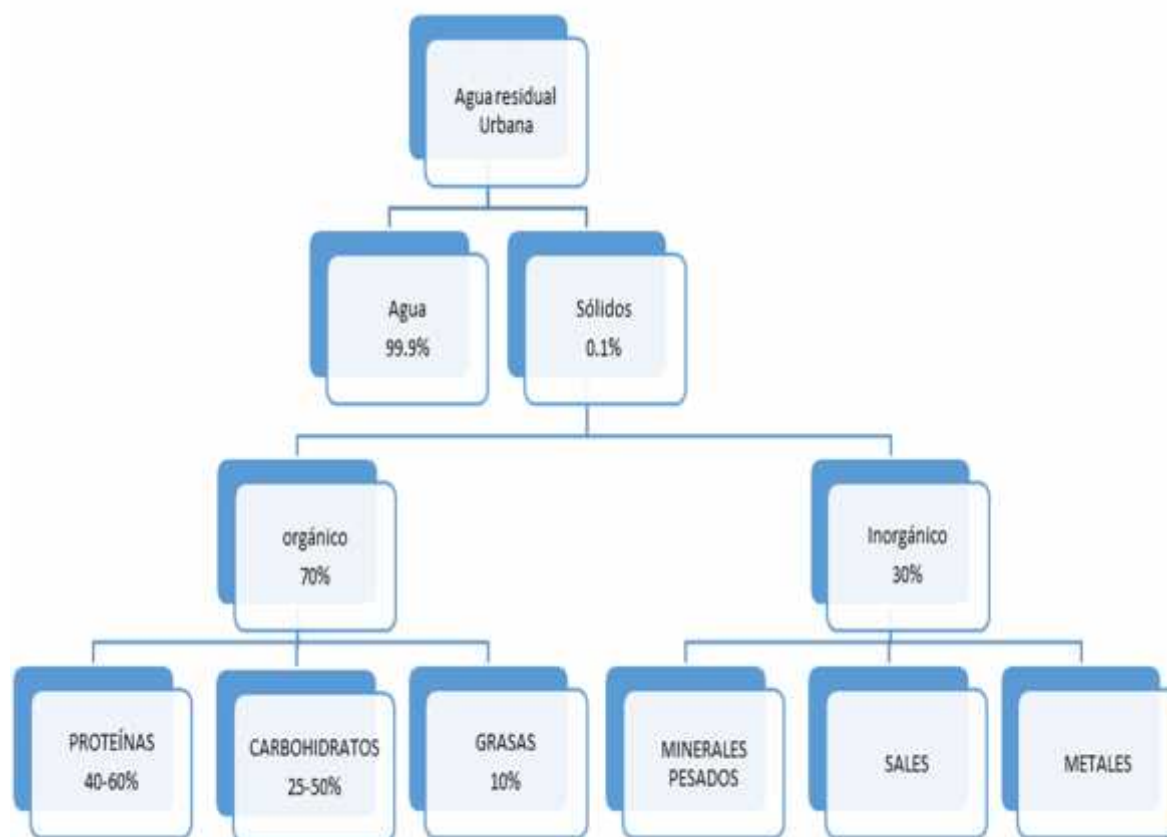 Agua residual
Urbana
Agua
99.9%
Sólidos
0.1%
orgánico
70%
Inorgánico
30%
PROTEÍNAS
40-60%
CARBOHIDRATOS
25-50%
GRASAS
10%
MINERALES
PESADOS
SALES
METALES